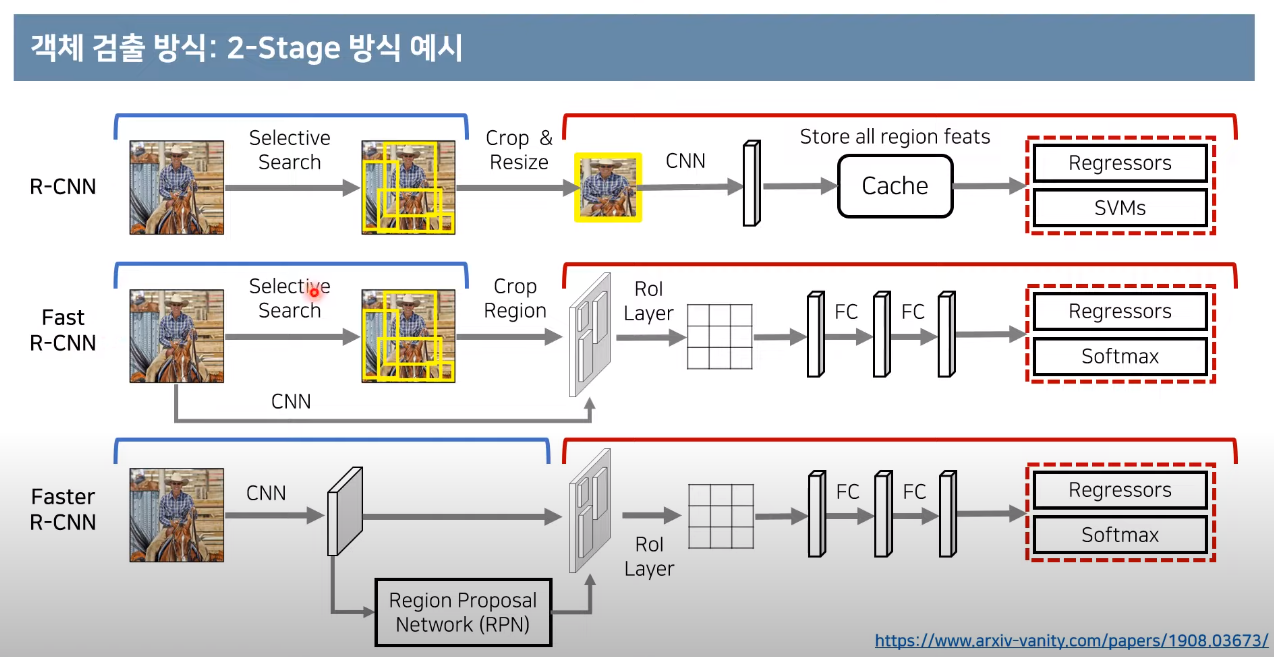 객체 검출 방식: 2-Stage 방식 예시
R-CNN
Selective
Search
Crop &
Resize
CNN
Store all region feats
Cache
Regressors
SVMs
Fast
R-CNN
Selective
Search
CNN
Crop
Region
RoI
Layer
FC
FC
Regressors
Softmax
Faster
R-CNN
CNN
Region Proposal
Network (RPN)
RoI
Layer
FC
FC
Regressors
Softmax
https://www.arxiv-vanity.com/papers/1908.03673/